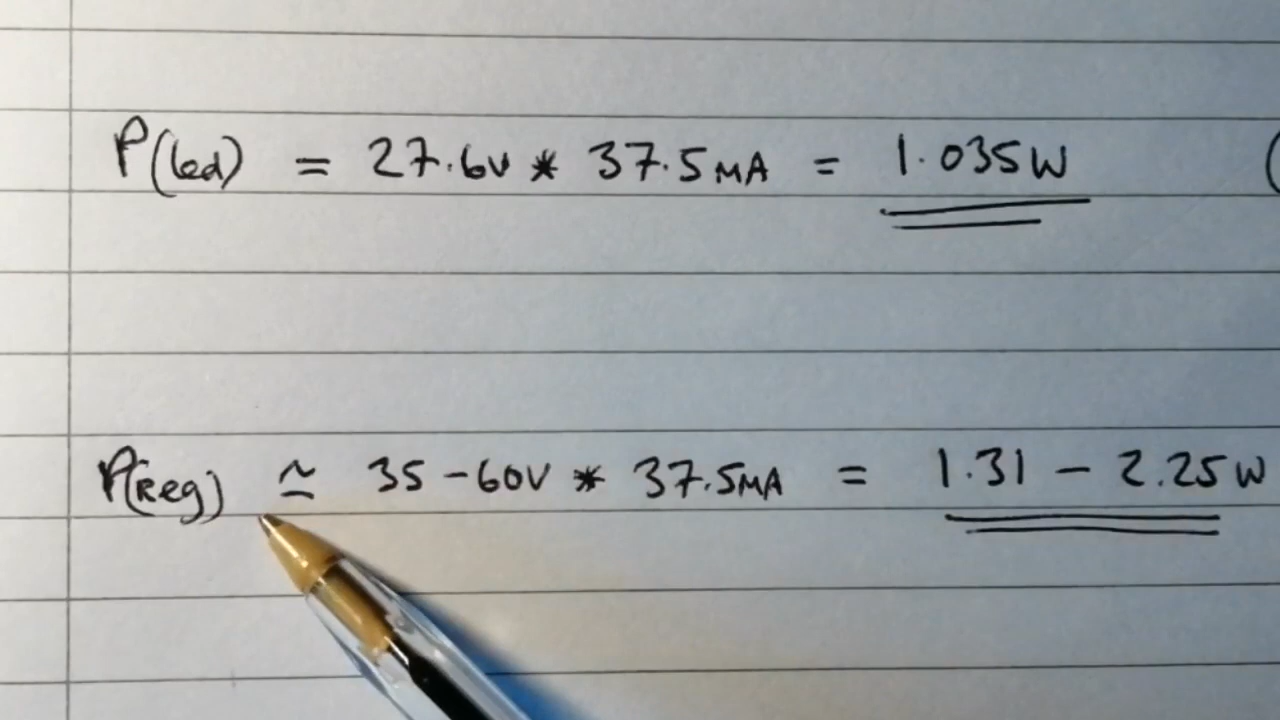 P(led) = 27.6V * 37.5mA = 1.035W (
P(Reg) ≃ 35-60V * 37.5mA = 1.31 - 2.25W